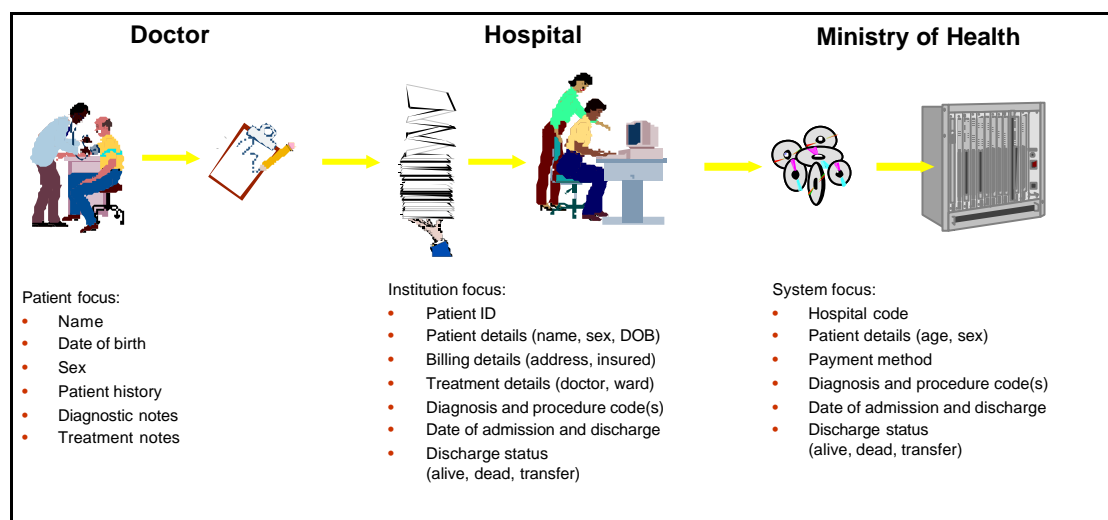 Doctor
Hospital
Ministry of Health
Patient focus:
• Name
• Date of birth
• Sex
• Patient history
• Diagnostic notes
• Treatment notes
Institution focus:
• Patient ID
• Patient details (name, sex, DOB)
• Billing details (address, insured)
• Treatment details (doctor, ward)
• Diagnosis and procedure code(s)
• Date of admission and discharge
• Discharge status
(alive, dead, transfer)
System focus:
• Hospital code
• Patient details (age, sex)
• Payment method
• Diagnosis and procedure code(s)
• Date of admission and discharge
• Discharge status
(alive, dead, transfer)